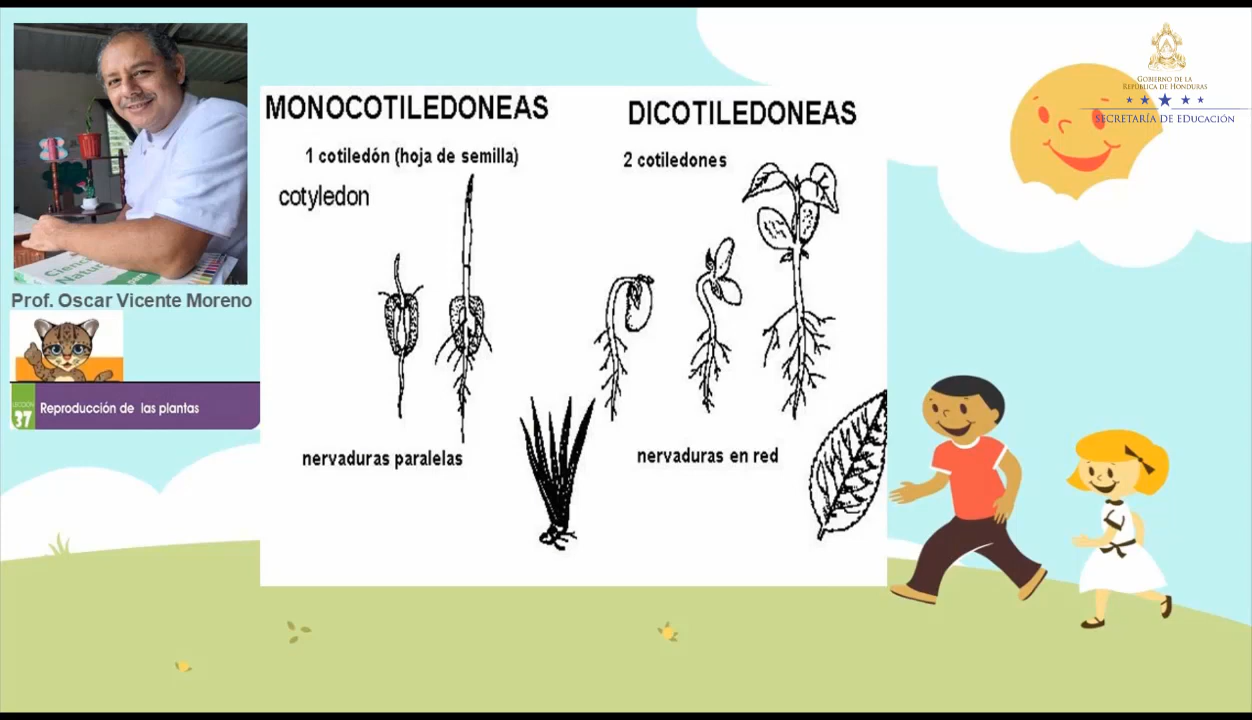 GOBIERNO DE LA
REPÚBLICA DE HONDURAS
SECRETARÍA DE EDUCACIÓN
MONOCOTILEDONEAS
1 cotiledón (hoja de semilla)
cotyledon
nervaduras paralelas
DICOTILEDONEAS
2 cotiledones
nervaduras en red
Prof. Oscar Vicente Moreno
LECCIÓN
37
Reproducción de las plantas